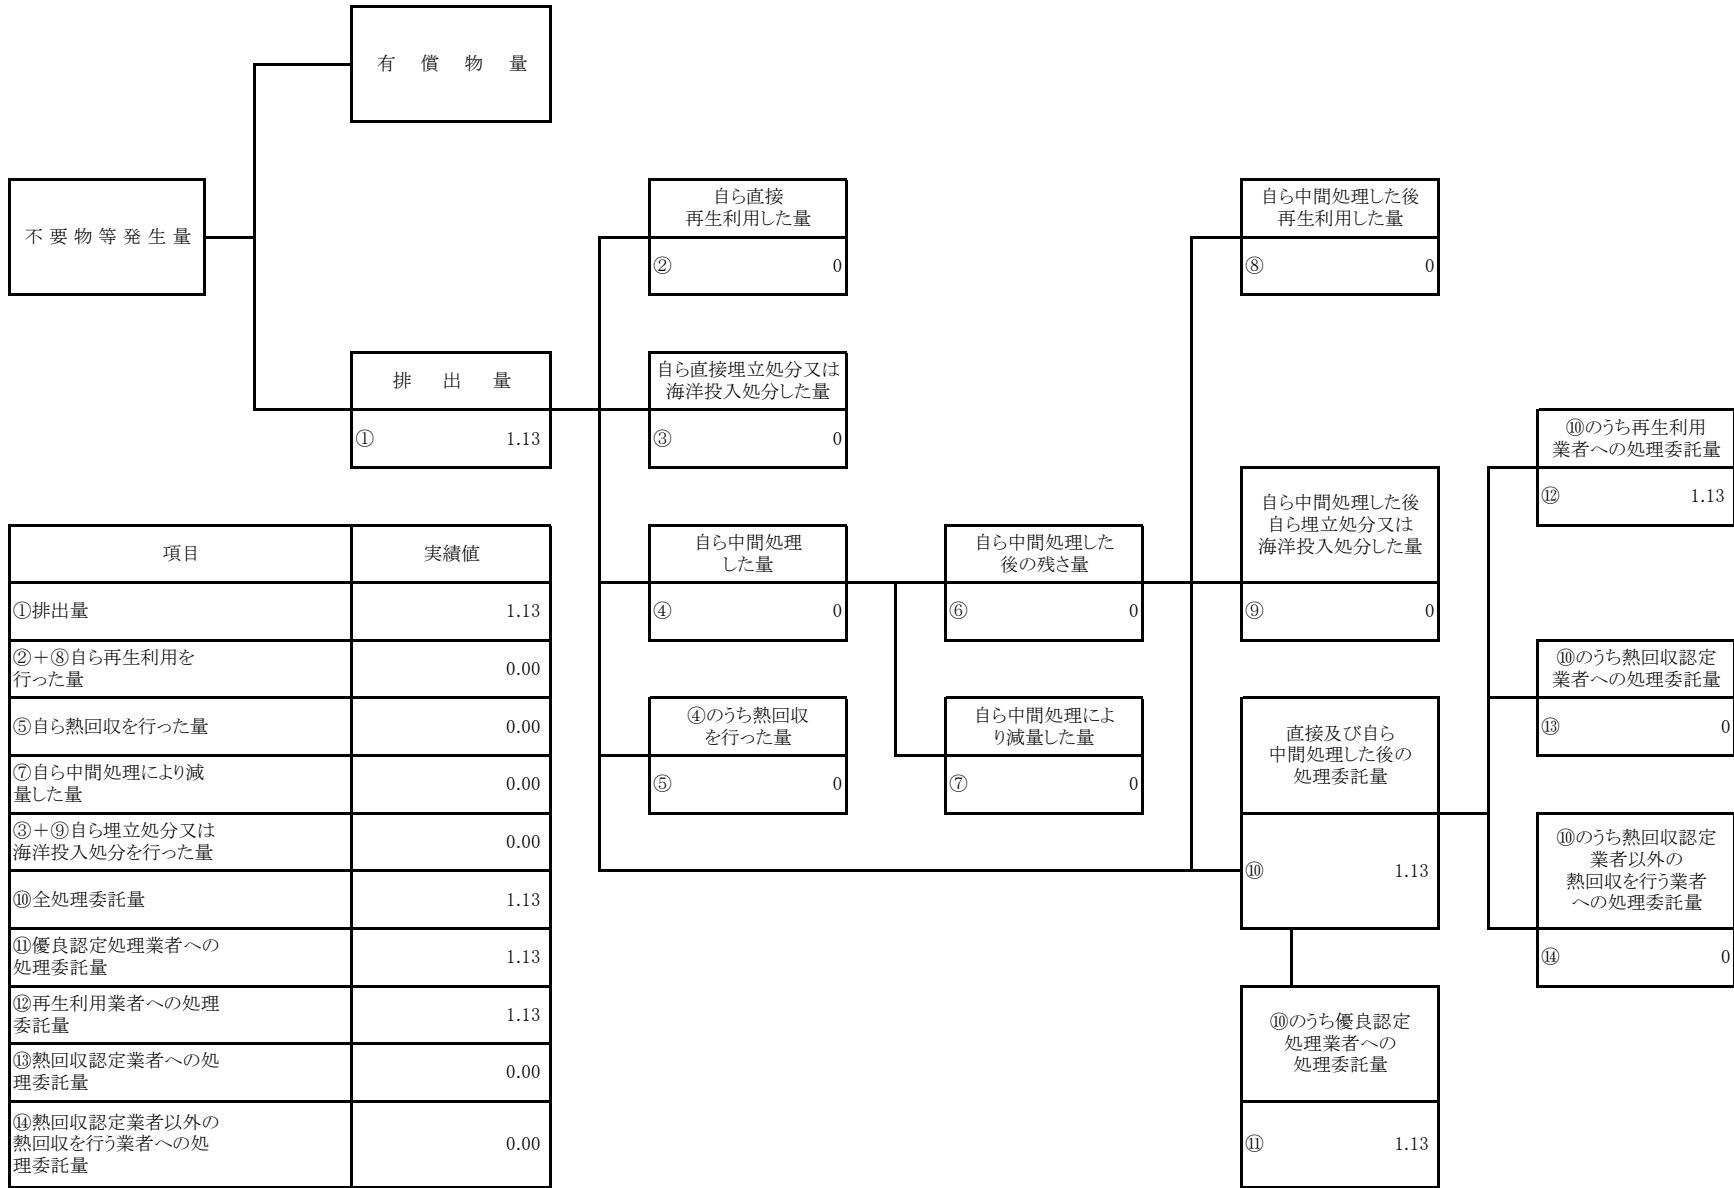 有　償　物　量
不要物等発生量
自ら直接
再生利用した量
② 0
自ら中間処理した後
再生利用した量
⑧ 0
排　出　量
① 1.13
自ら直接埋立処分又は
海洋投入処分した量
③ 0
⑩のうち再生利用
業者への処理委託量
⑫ 1.13
自ら中間処理した後
自ら埋立処分又は
海洋投入処分した量
⑨ 0
自ら中間処理
した量
④ 0
自ら中間処理した
後の残さ量
⑥ 0
⑩のうち熱回収認定
業者への処理委託量
⑬ 0
④のうち熱回収
を行った量
⑤ 0
自ら中間処理によ
り減量した量
⑦ 0
直接及び自ら
中間処理した後の
処理委託量
⑩ 1.13
⑩のうち熱回収認定
業者以外の
熱回収を行う業者
への処理委託量
⑭ 0
⑩のうち優良認定
処理業者への
処理委託量
⑪ 1.13
項目 実績値
①排出量 1.13
②＋⑧自ら再生利用を
行った量 0.00
⑤自ら熱回収を行った量 0.00
⑦自ら中間処理により減
量した量 0.00
③＋⑨自ら埋立処分又は
海洋投入処分を行った量 0.00
⑩全処理委託量 1.13
⑪優良認定処理業者への
処理委託量 1.13
⑫再生利用業者への処理
委託量 1.13
⑬熱回収認定業者への処
理委託量 0.00
⑭熱回収認定業者以外の
熱回収を行う業者への処
理委託量 0.00